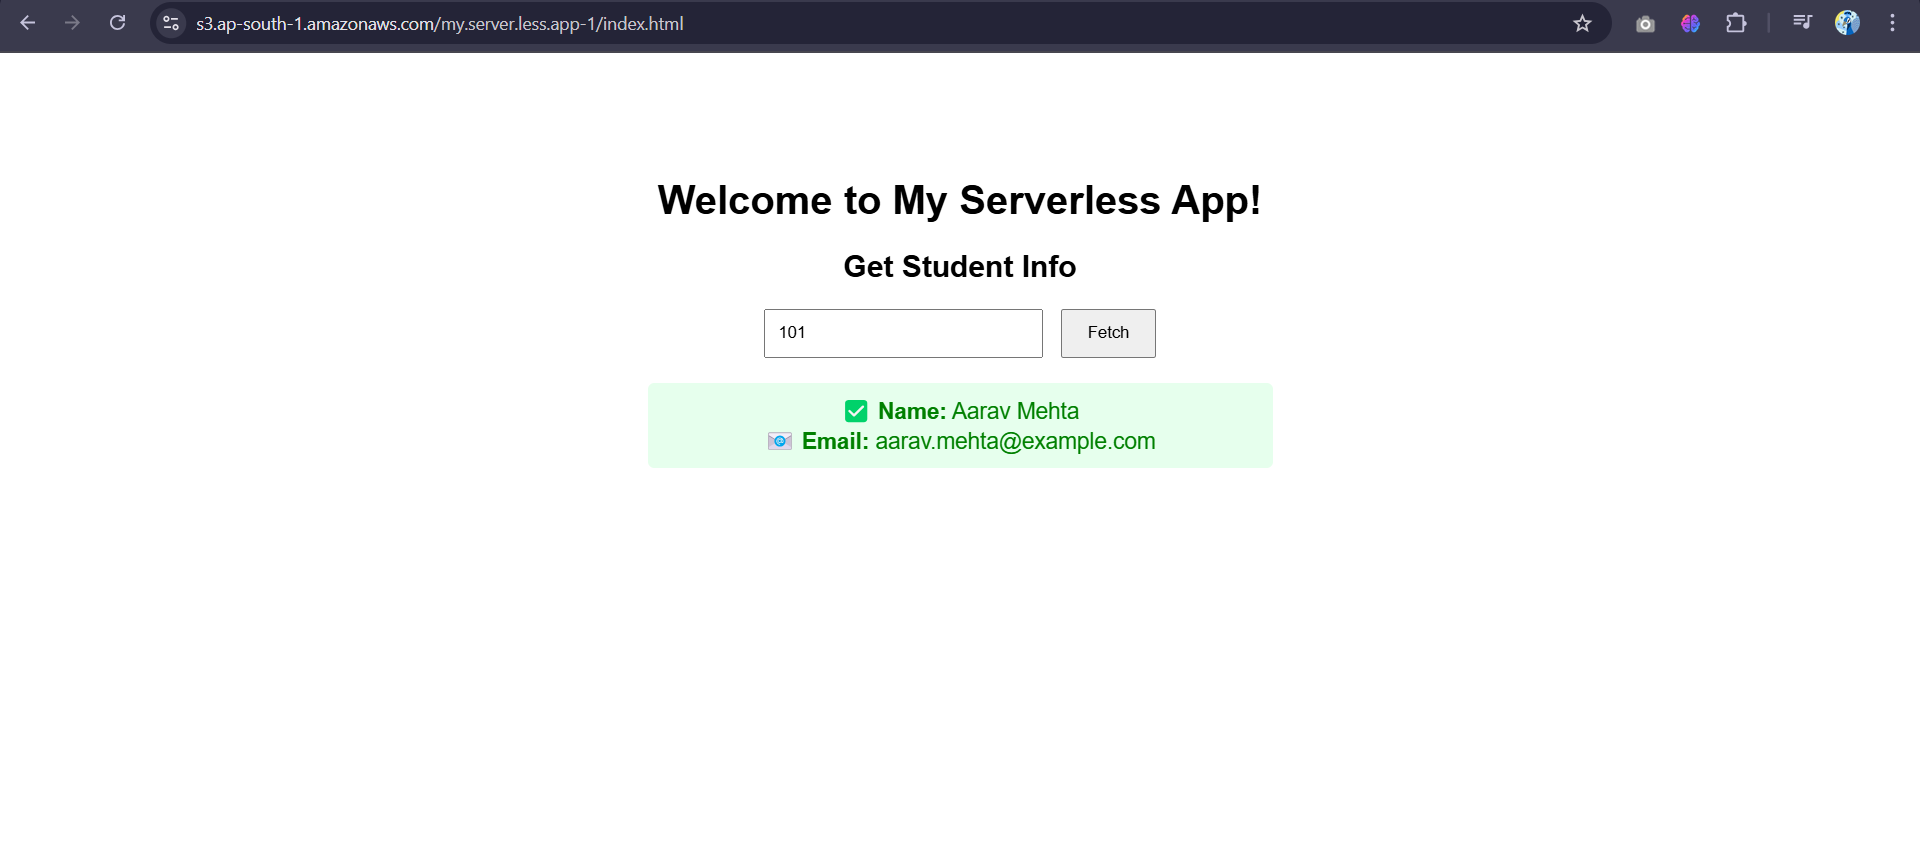 s3.ap-south-1.amazonaws.com/my.server.less.app-1/index.html
Welcome to My Serverless App!
Get Student Info
101 Fetch
✅ Name: Aarav Mehta
📧 Email: aarav.mehta@example.com